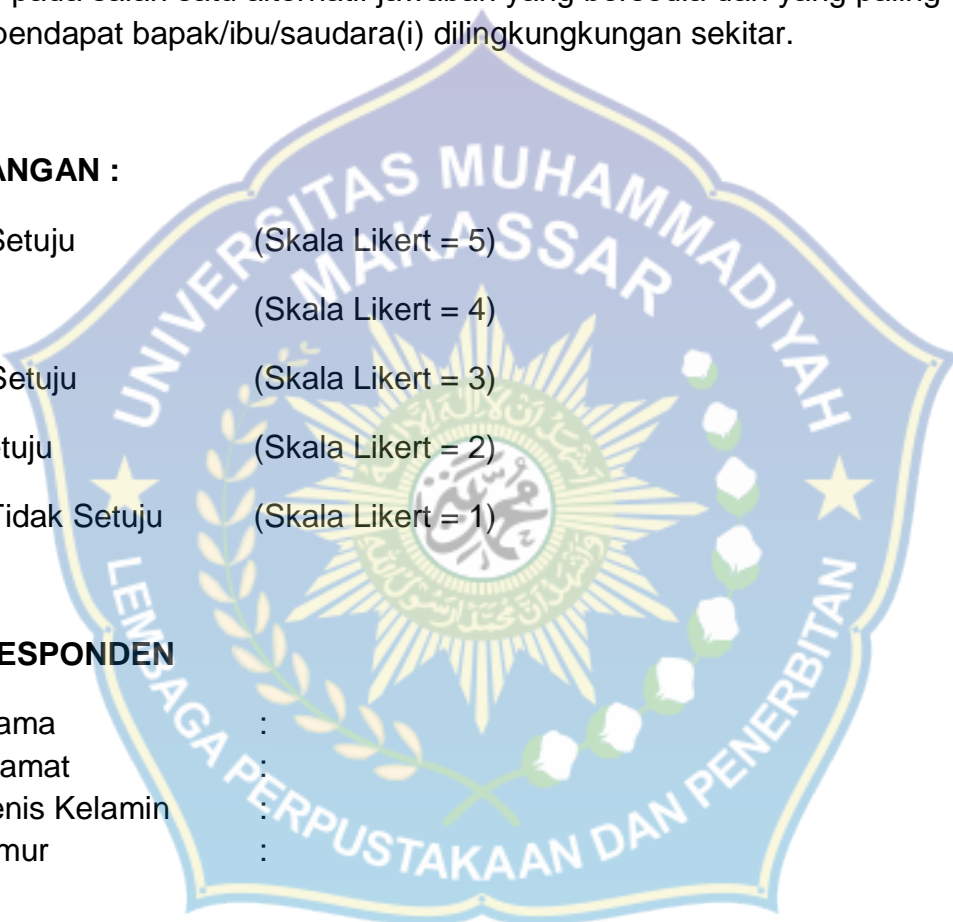 pada salah satu alternatif jawaban yang bersedia dan yang paling
pendapat bapak/ibu/saudara(i) dilingkungkungan sekitar.
ANGAN :
Setuju (Skala Likert = 5)
(Skala Likert = 4)
Setuju (Skala Likert = 3)
etuju (Skala Likert = 2)
Tidak Setuju (Skala Likert = 1)
ESPONDEN
ama :
amat :
enis Kelamin :
mur :
UNIVERSITAS MUHAMMADIYAH
MAKASSAR
LEMBAGA PERPUSTAKAAN DAN PENERBITAN